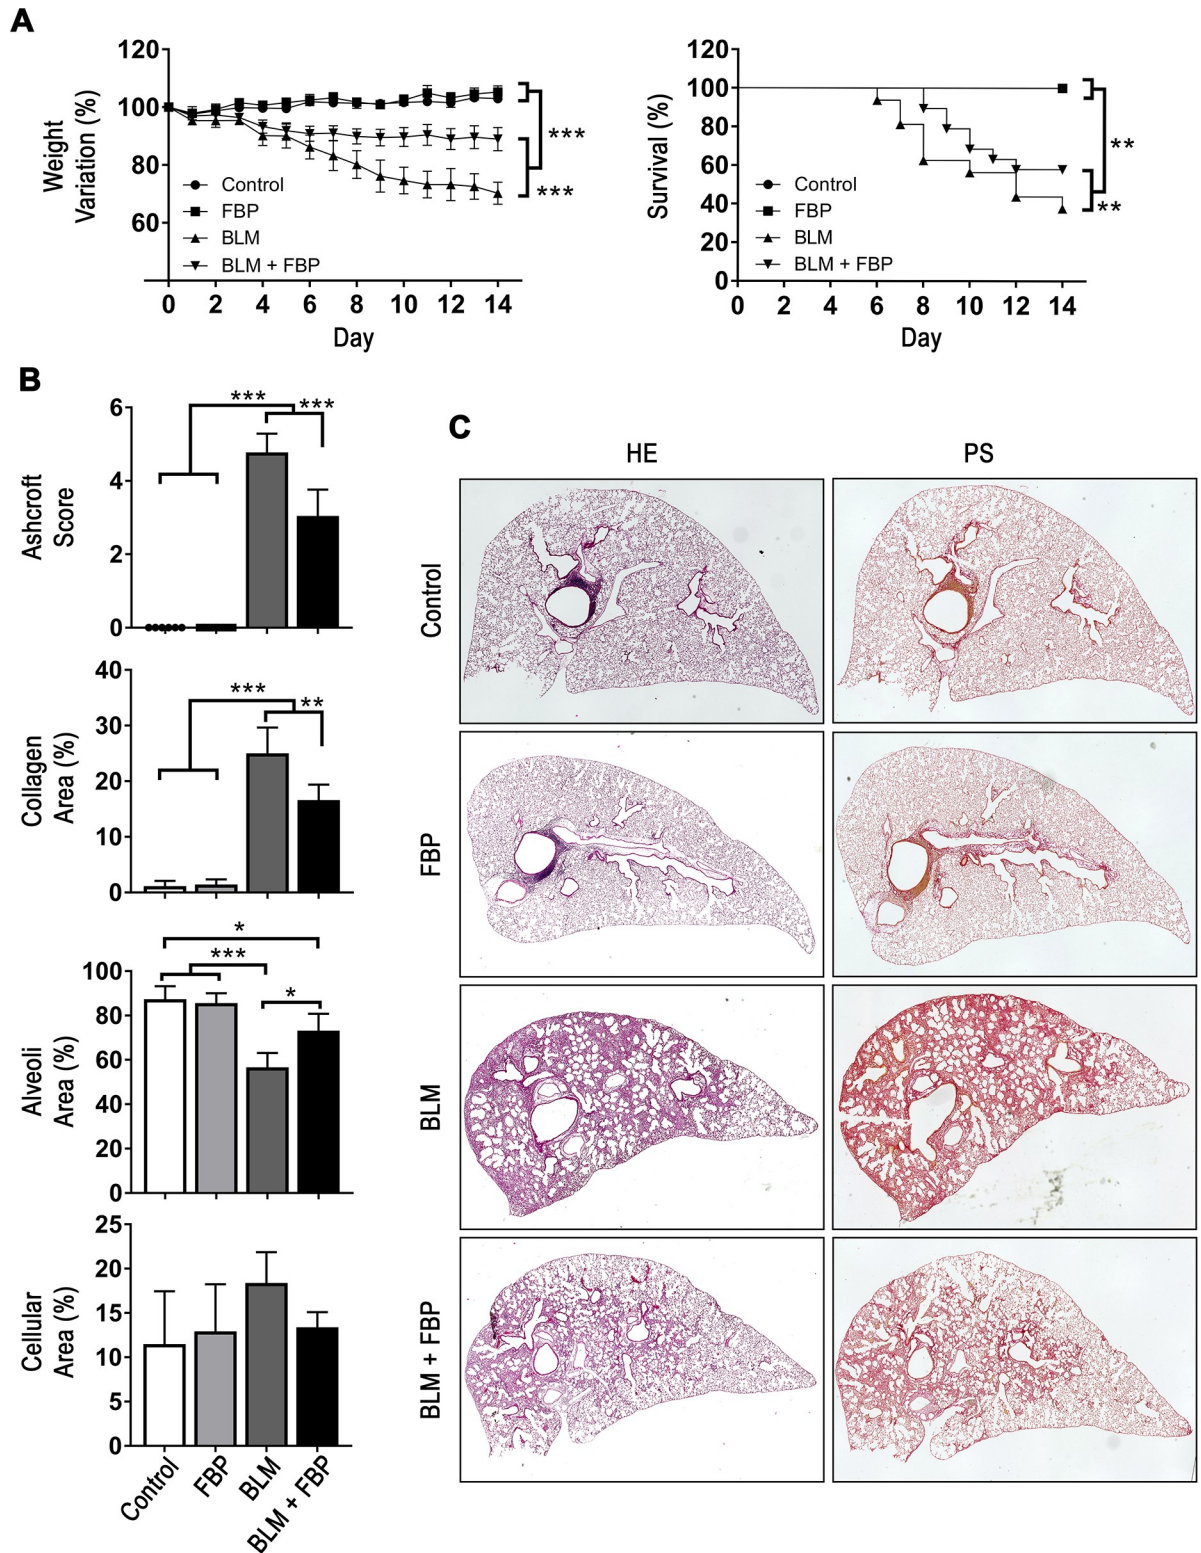 A
120
100
80
60
Weight
Variation (%)
Control
FBP
BLM
BLM + FBP
***
***
0 2 4 6 8 10 12 14
Day
120
100
80
60
40
20
0
Survival (%)
Control
FBP
BLM
BLM + FBP
**
**
0 2 4 6 8 10 12 14
Day
B
6
4
2
0
Ashcroft
Score
***
***
40
30
20
10
0
Collagen
Area (%)
***
**
100
80
60
40
20
0
Alveoli
Area (%)
*
***
*
25
20
15
10
5
0
Cellular
Area (%)
Control
FBP
BLM
BLM + FBP
C
HE
PS
Control
FBP
BLM
BLM + FBP